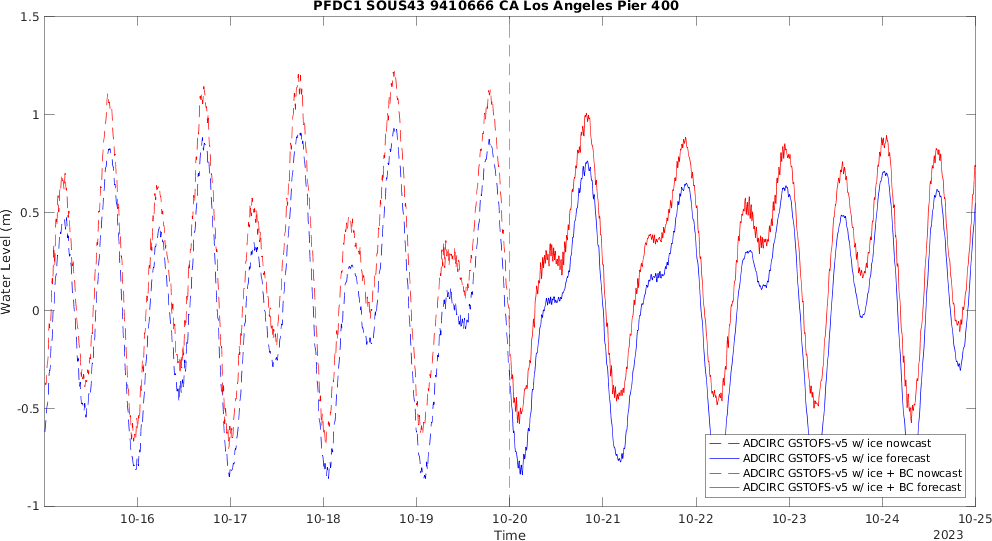 PFDC1 SOUS43 9410666 CA Los Angeles Pier 400
1.5
1
0.5
0
-0.5
-1
Water Level (m)
10-16
10-17
10-18
10-19
10-20
10-21
10-22
10-23
10-24
10-25
Time
2023
ADCIRC GSTOFS-v5 w/ ice nowcast
ADCIRC GSTOFS-v5 w/ ice forecast
ADCIRC GSTOFS-v5 w/ ice + BC nowcast
ADCIRC GSTOFS-v5 w/ ice + BC forecast